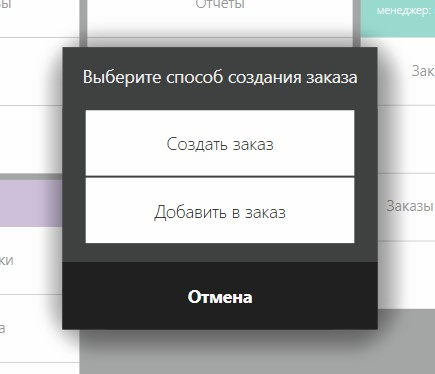 Отчеты
менеджер:
Выберите способ создания заказа
Создать заказ
Добавить в заказ
Заказы
Отмена